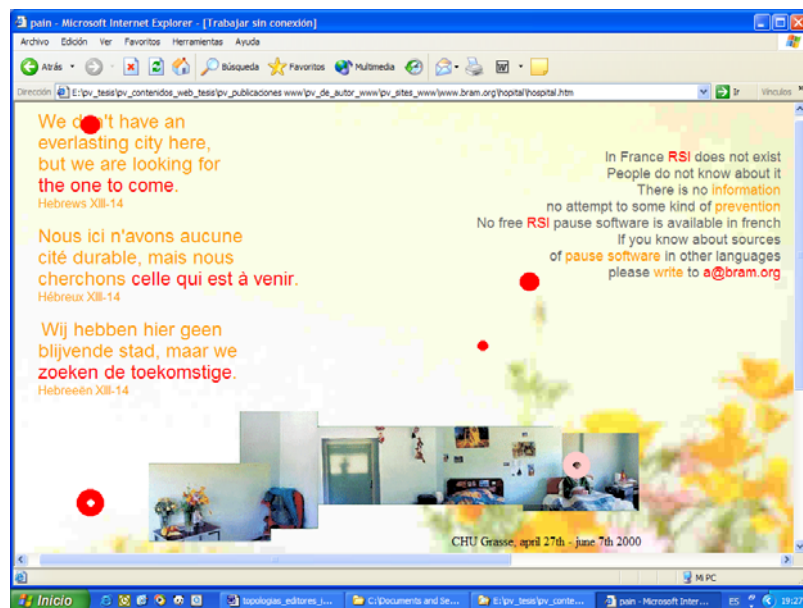 pain - Microsoft Internet Explorer - [Trabajar sin conexión]
Archivo Edición Ver Favoritos Herramientas Ayuda
Atrás Búsqueda Favoritos Multimedia
Dirección E:\pv_tesis\pv_contenidos_web_tesis\pv_publicaciones www\pv_de_autor_www\pv_sites_www\www.bram.org\hopital\hospital.htm Ir Vínculos »
We don't have an
everlasting city here,
but we are looking for
the one to come.
Hebrews XIII-14
Nous ici n'avons aucune
cité durable, mais nous
cherchons celle qui est à venir.
Hébreux XIII-14
Wij hebben hier geen
blijvende stad, maar we
zoeken de toekomstige.
Hebreeën XIII-14
In France RSI does not exist
People do not know about it
There is no information
no attempt to some kind of prevention
No free RSI pause software is available in french
If you know about sources
of pause software in other languages
please write to a@bram.org
CHU Grasse, april 27th - june 7th 2000
Mi PC
Inicio topologias_editores_i... C:\Documents and Se... E:\pv_tesis\pv_conte... pain - Microsoft Inter... ES 19:27